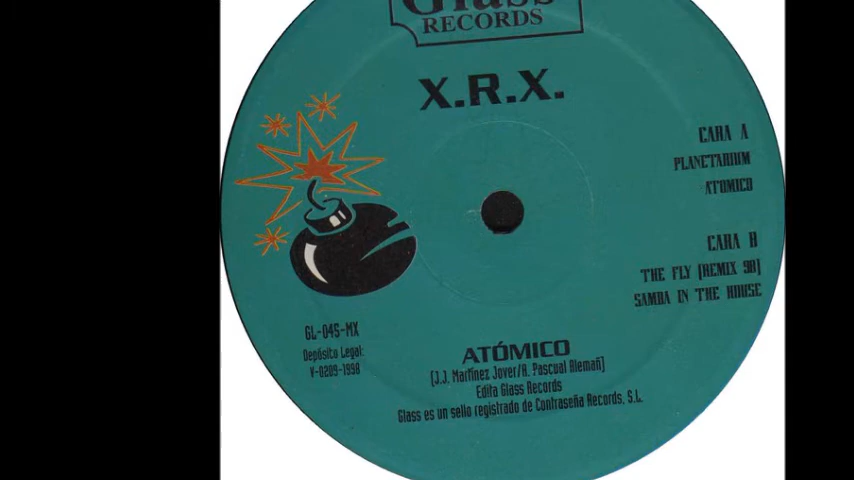 Glass
RECORDS
X.R.X.
CARA A
PLANETARIUM
ATOMICO
CARA B
THE FLY (REMIX 98)
SAMBA IN THE HOUSE
GL-045-MX
Depósito Legal:
V-0209-1998
ATÓMICO
(J.J. Martínez Jover/R. Pascual Alemañ)
Edita Glass Records
Glass es un sello registrado de Contraseña Records, S.L.